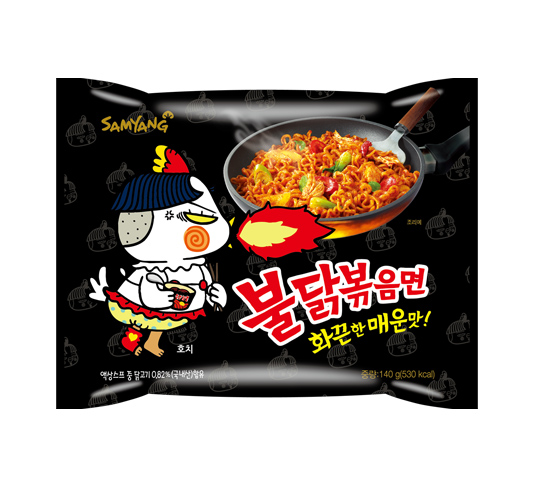 SAMYANG
조리예
불닭볶음면
화끈한 매운맛!
호치
액상스프 중 닭고기 0.82%(국내산)함유
중량:140 g(530 kcal)